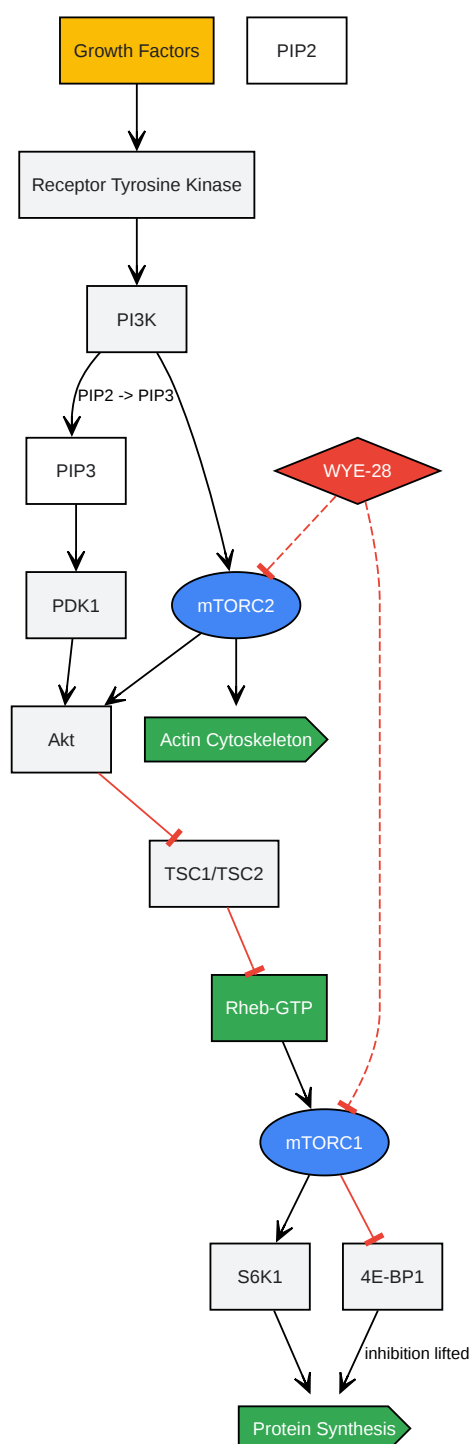 Growth Factors
PIP2
Receptor Tyrosine Kinase
PI3K
PIP2 -> PIP3
PIP3
WYE-28
PDK1
mTORC2
Akt
Actin Cytoskeleton
TSC1/TSC2
Rheb-GTP
mTORC1
S6K1
4E-BP1
inhibition lifted
Protein Synthesis